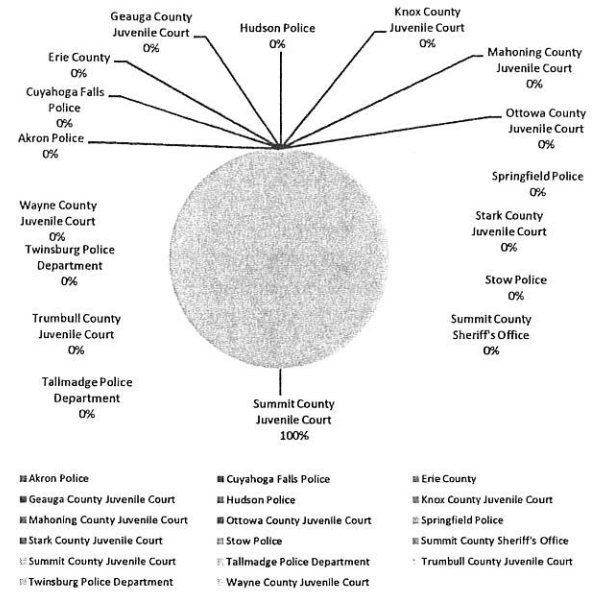 Geauga County
Juvenile Court
0%
Hudson Police
0%
Knox County
Juvenile Court
0%
Erie County
0%
Mahoning County
Juvenile Court
0%
Cuyahoga Falls
Police
0%
Ottowa County
Juvenile Court
0%
Akron Police
0%
Springfield Police
0%
Wayne County
Juvenile Court
0%
Stark County
Juvenile Court
0%
Twinsburg Police
Department
0%
Stow Police
0%
Trumbull County
Juvenile Court
0%
Summit County
Sheriff's Office
0%
Tallmadge Police
Department
0%
Summit County
Juvenile Court
100%
Akron Police
Cuyahoga Falls Police
Erie County
Geauga County Juvenile Court
Hudson Police
Knox County Juvenile Court
Mahoning County Juvenile Court
Ottowa County Juvenile Court
Springfield Police
Stark County Juvenile Court
Stow Police
Summit County Sheriff's Office
Summit County Juvenile Court
Tallmadge Police Department
Trumbull County Juvenile Court
Twinsburg Police Department
Wayne County Juvenile Court